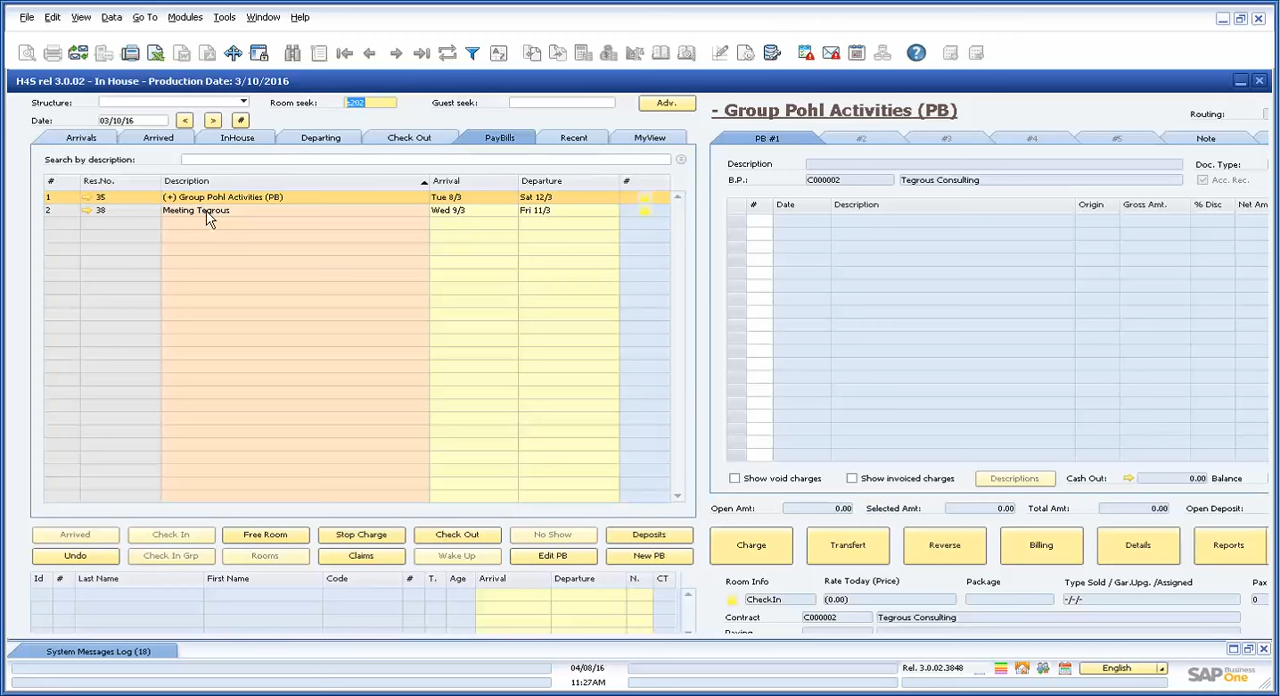 File Edit View Data Go To Modules Tools Window Help
H4S rel 3.0.02 - In House - Production Date: 3/10/2016
Structure: Room seek: s202 Guest seek: Adv.
Date: 03/10/16 < > #
Arrivals Arrived InHouse Departing Check Out PayBills Recent MyView
Search by description:
# Res.No. Description Arrival Departure #
1 35 (+) Group Pohl Activities (PB) Tue 8/3 Sat 12/3
2 38 Meeting Tegrous Wed 9/3 Fri 11/3
Arrived Check In Free Room Stop Charge Check Out No Show Deposits
Undo Check In Grp Rooms Claims Wake Up Edit PB New PB
Id # Last Name First Name Code # T. Age Arrival Departure N. CT
- Group Pohl Activities (PB) Routing:
PB #1 #2 #3 #4 #5 Note
Description Doc. Type:
B.P.: C000002 Tegrous Consulting Acc. Rec.
# Date Description Origin Gross Amt. % Disc Net Am
Show void charges Show invoiced charges Descriptions Cash Out: 0.00 Balance
Open Amt: 0.00 Selected Amt: 0.00 Total Amt: 0.00 Open Deposit:
Charge Transfert Reverse Billing Details Reports
Room Info Rate Today (Price) Package Type Sold / Gar.Upg. /Assigned Pax
CheckIn (0.00) -/-/- 0
Contract C000002 Tegrous Consulting
Paying
System Messages Log (18)
04/08/16 Rel. 3.0.02.3848 English
11:27AM
SAP Business One